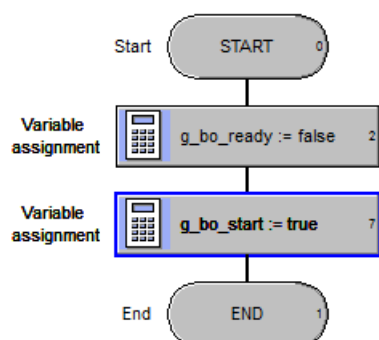 Start START 0
Variable
assignment
g_bo_ready := false 2
Variable
assignment
g_bo_start := true 7
End END 1